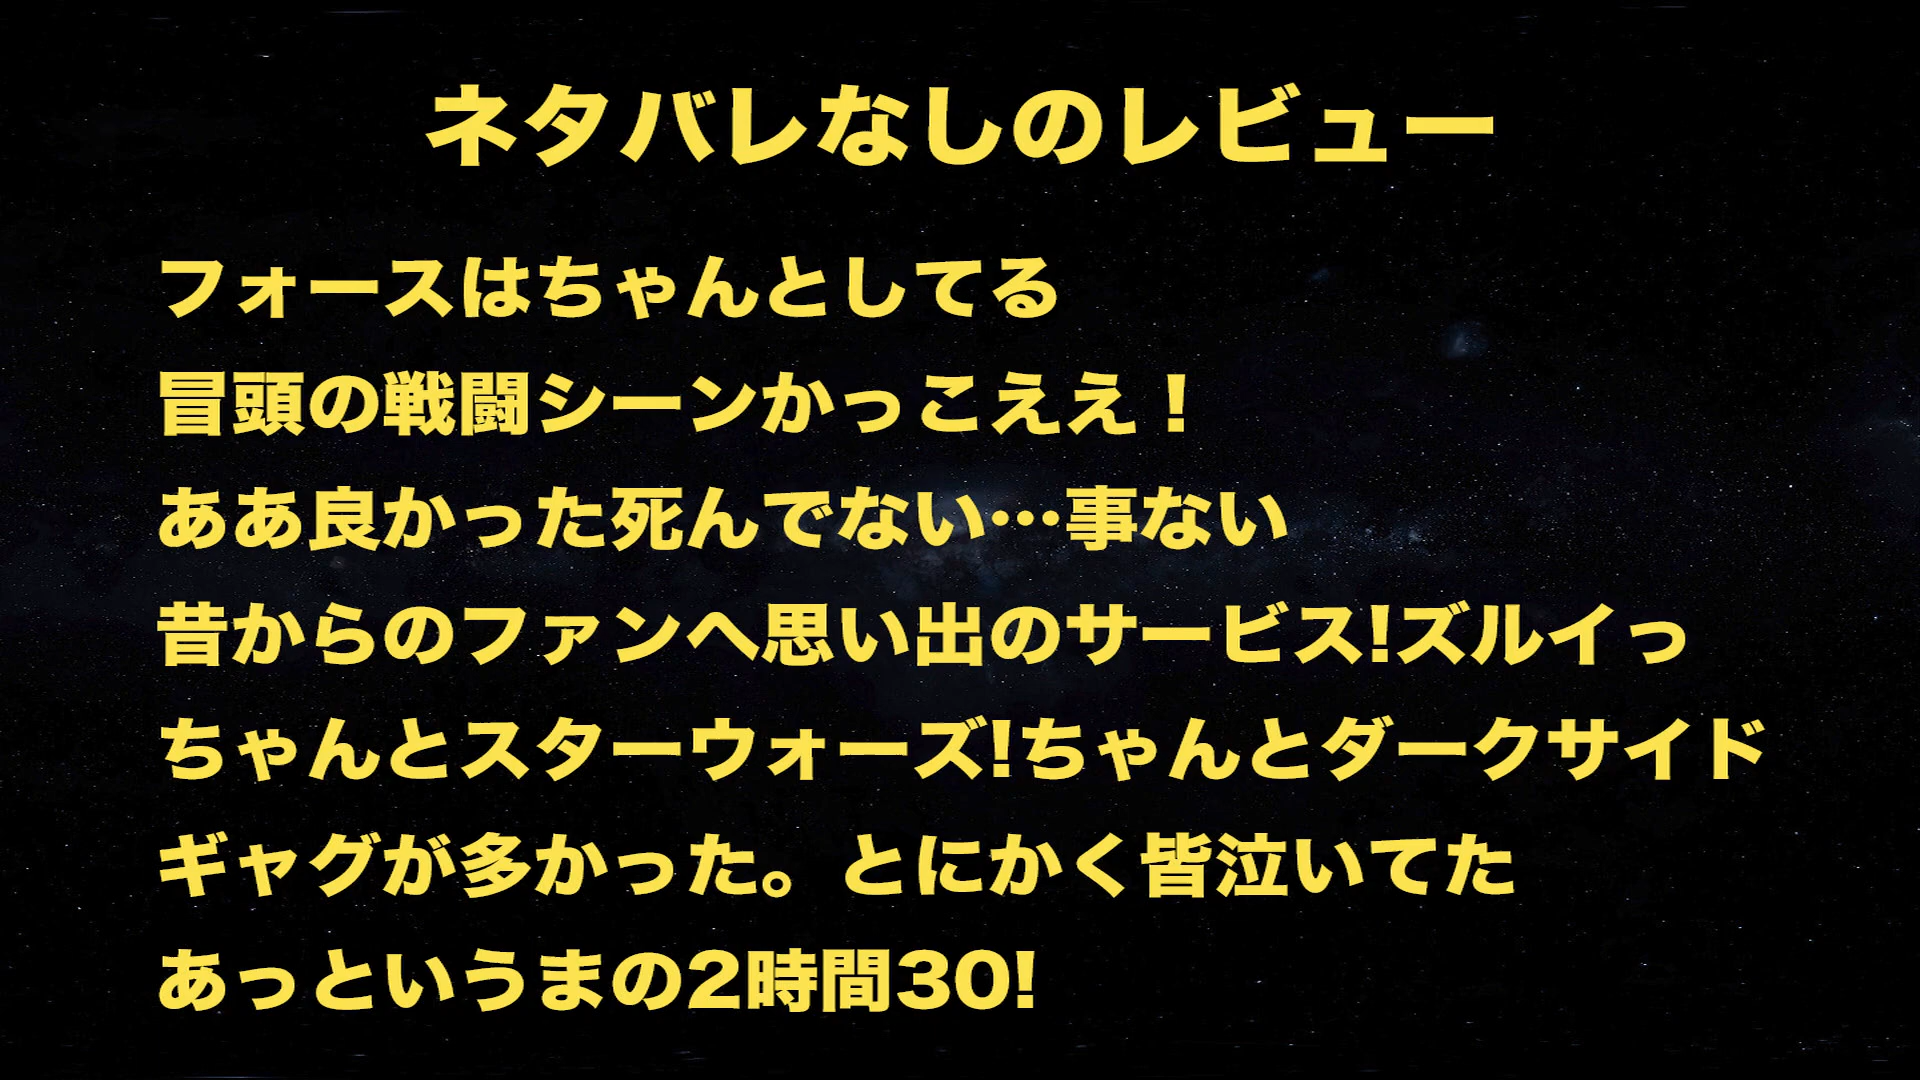 ネタバレなしのレビュー
フォースはちゃんとしてる
冒頭の戦闘シーンかっこええ！
ああ良かった死んでない…事ない
昔からのファンへ思い出のサービス!ズルイっ
ちゃんとスターウォーズ!ちゃんとダークサイド
ギャグが多かった。とにかく皆泣いてた
あっというまの2時間30!